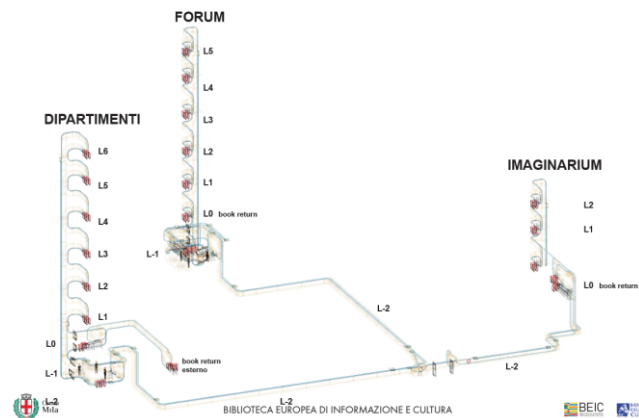 FORUM
L5
L4
L3
L2
L1
L0 book return
L-1
DIPARTIMENTI
L6
L5
L4
L3
L2
L1
L0
L-1
L-2
book return
esterno
IMAGINARIUM
L2
L1
L0 book return
L-2
L-2
L-2
BIBLIOTECA EUROPEA DI INFORMAZIONE E CULTURA
BEIC